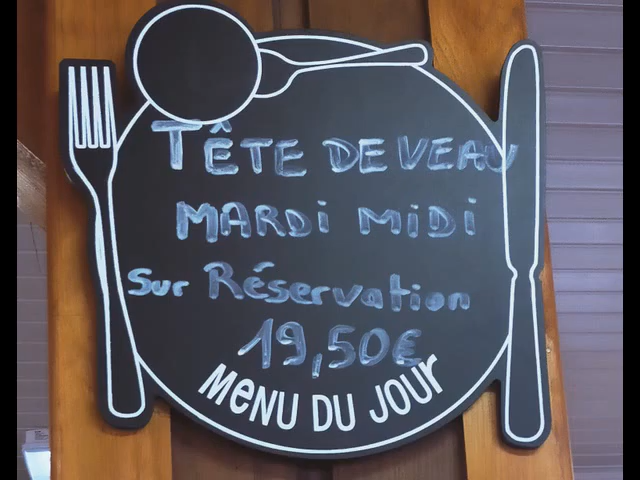 TÊTE DE VEAU
MARDi MiDi
Sur Réservation
19,50€
MeNU DU JOUr